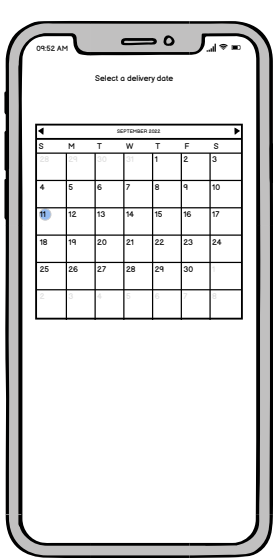 09:52 AM
Select a delivery date
SEPTEMBER 2022
S M T W T F S
28 29 30 31 1 2 3
4 5 6 7 8 9 10
11 12 13 14 15 16 17
18 19 20 21 22 23 24
25 26 27 28 29 30 1
2 3 4 5 6 7 8